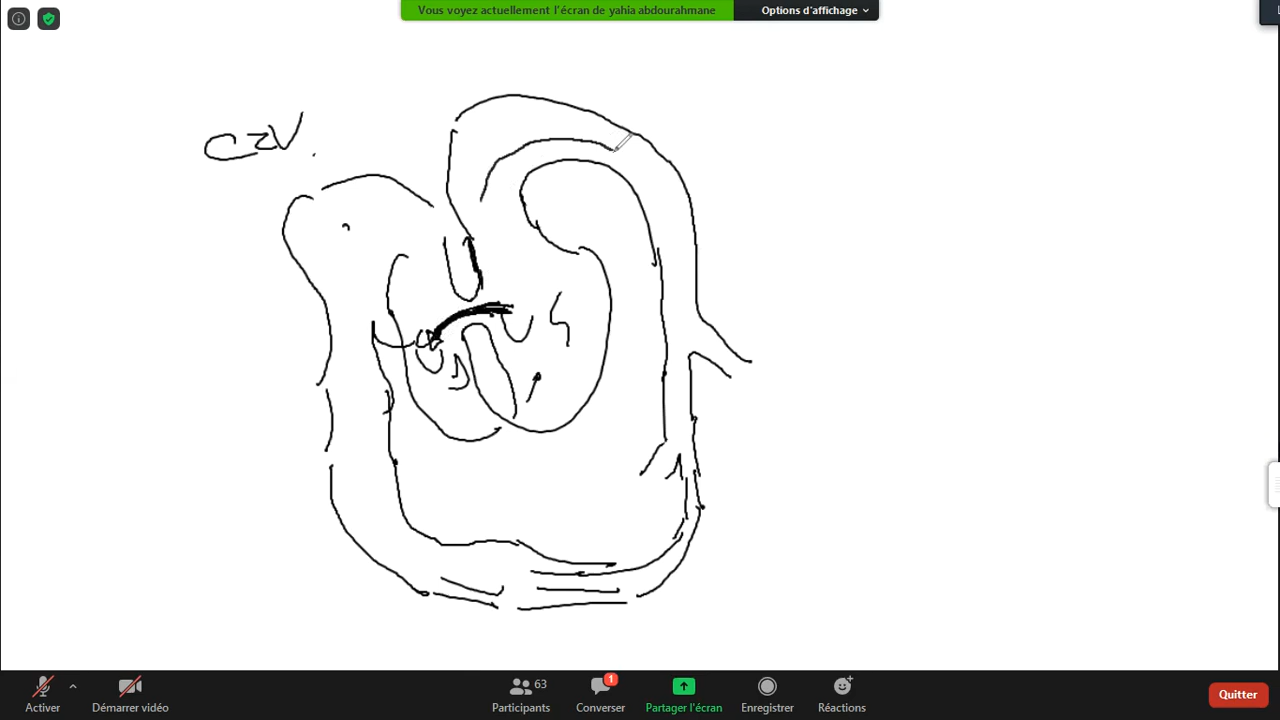 Vous voyez actuellement l'écran de yahia abdourahmane
Options d'affichage
CIV.
D
Activer
Démarrer vidéo
63
Participants
1
Converser
Partager l'écran
Enregistrer
Réactions
Quitter